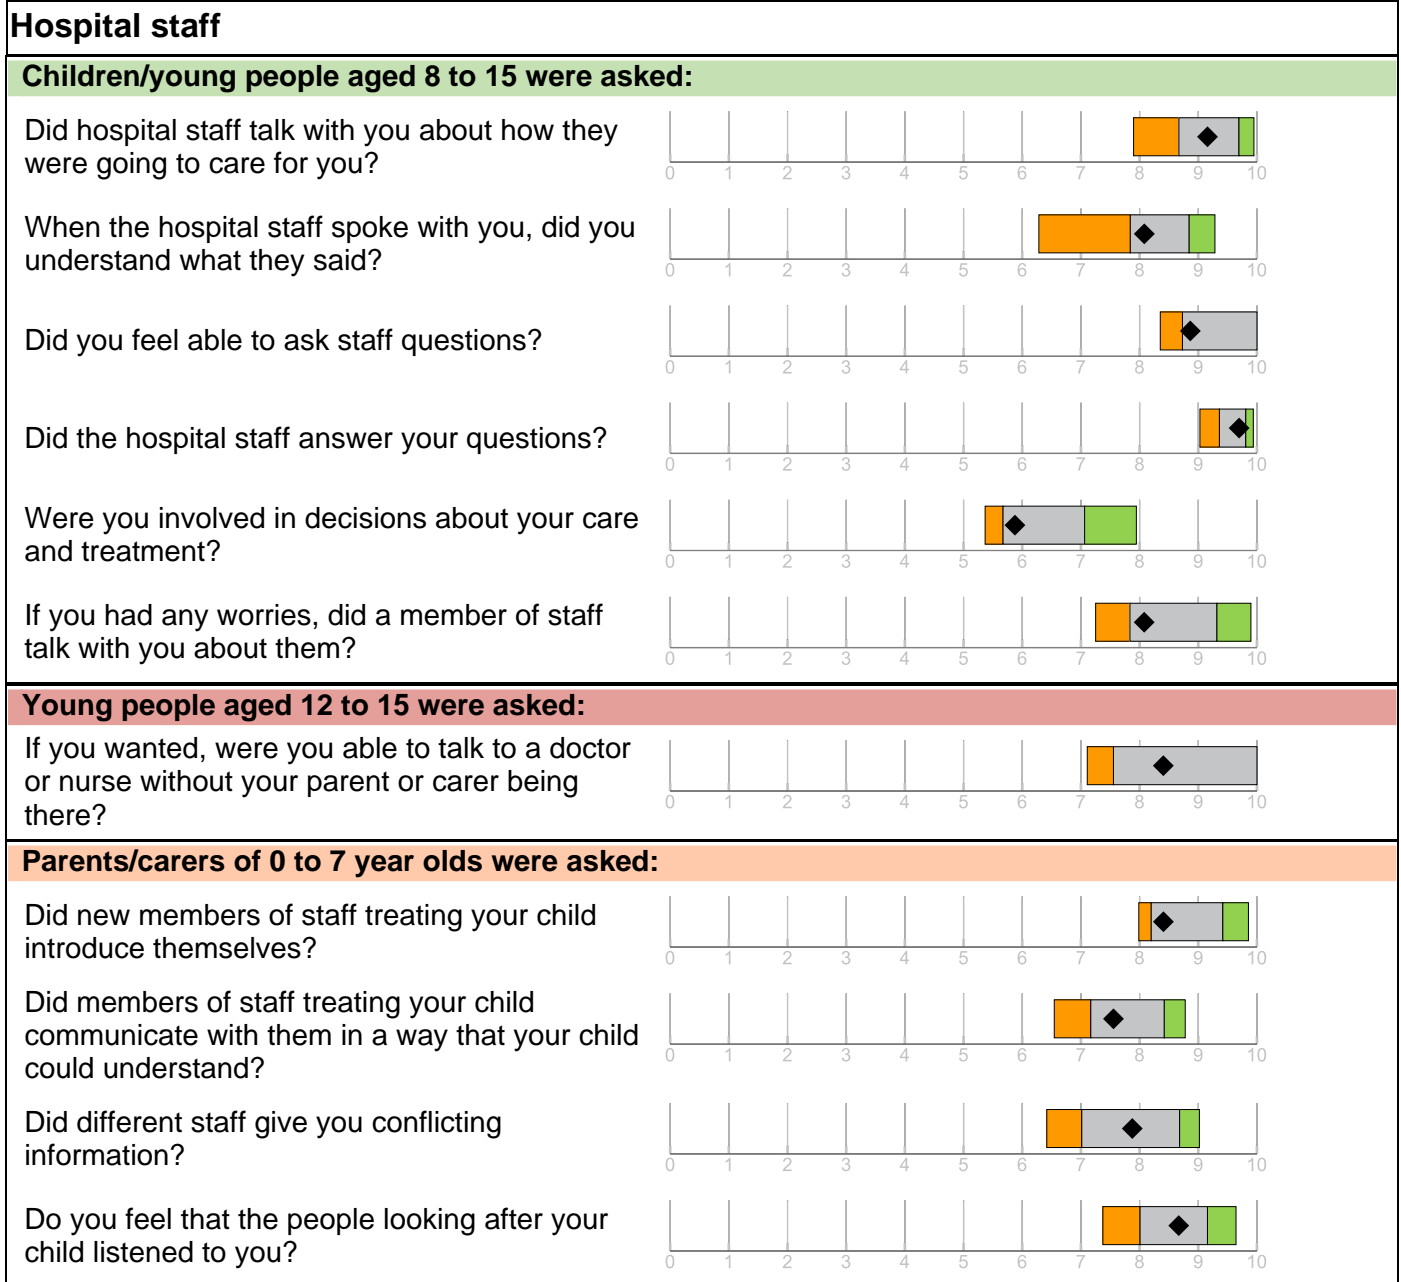 Hospital staff
Children/young people aged 8 to 15 were asked:
Did hospital staff talk with you about how they
were going to care for you?
0 1 2 3 4 5 6 7 8 9 10
When the hospital staff spoke with you, did you
understand what they said?
0 1 2 3 4 5 6 7 8 9 10
Did you feel able to ask staff questions?
0 1 2 3 4 5 6 7 8 9 10
Did the hospital staff answer your questions?
0 1 2 3 4 5 6 7 8 9 10
Were you involved in decisions about your care
and treatment?
0 1 2 3 4 5 6 7 8 9 10
If you had any worries, did a member of staff
talk with you about them?
0 1 2 3 4 5 6 7 8 9 10
Young people aged 12 to 15 were asked:
If you wanted, were you able to talk to a doctor
or nurse without your parent or carer being
there?
0 1 2 3 4 5 6 7 8 9 10
Parents/carers of 0 to 7 year olds were asked:
Did new members of staff treating your child
introduce themselves?
0 1 2 3 4 5 6 7 8 9 10
Did members of staff treating your child
communicate with them in a way that your child
could understand?
0 1 2 3 4 5 6 7 8 9 10
Did different staff give you conflicting
information?
0 1 2 3 4 5 6 7 8 9 10
Do you feel that the people looking after your
child listened to you?
0 1 2 3 4 5 6 7 8 9 10